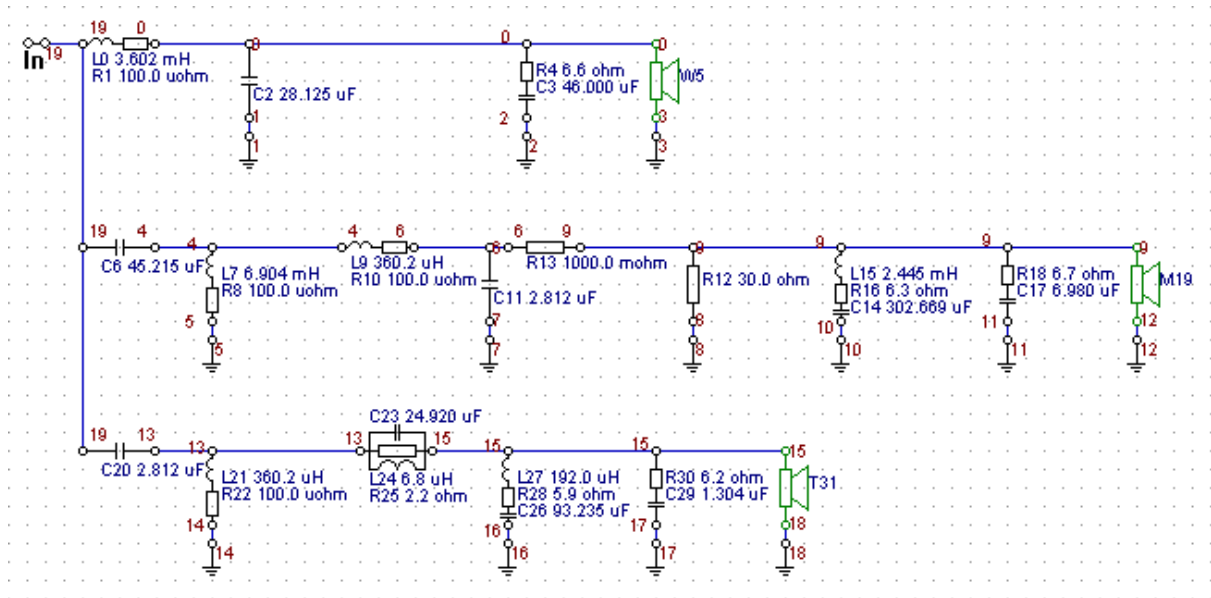 19 0
In 19
L0 3.602 mH
R1 100.0 uohm
0
C2 28.125 uF
1
1
0
R4 6.6 ohm
C3 46.000 uF
2
2
0
W5
3
3
19 4
C6 45.215 uF
4
L7 6.904 mH
R8 100.0 uohm
5
5
4 6
L9 360.2 uH
R10 100.0 uohm
6
C11 2.812 uF
7
7
6 9
R13 1000.0 mohm
9
R12 30.0 ohm
8
8
9
L15 2.445 mH
R16 6.3 ohm
C14 302.669 uF
10
10
9
R18 6.7 ohm
C17 6.980 uF
11
11
9
M19
12
12
19 13
C20 2.812 uF
13
L21 360.2 uH
R22 100.0 uohm
14
14
C23 24.920 uF
13 15
L24 6.8 uH
R25 2.2 ohm
15
L27 192.0 uH
R28 5.9 ohm
C26 93.235 uF
16
16
15
R30 6.2 ohm
C29 1.304 uF
17
17
15
T31
18
18